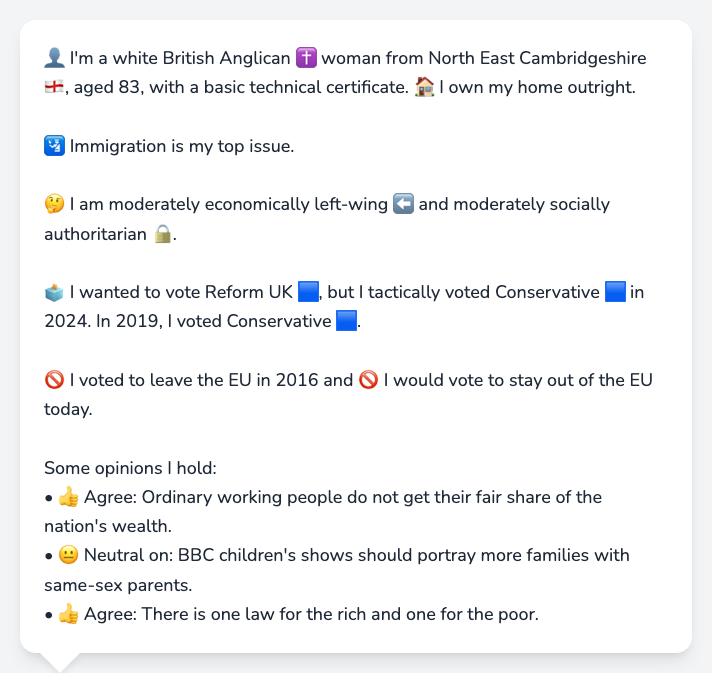 👤 I'm a white British Anglican ✝️ woman from North East Cambridgeshire
🏴󠁧󠁢󠁥󠁮󠁧󠁿, aged 83, with a basic technical certificate. 🏠 I own my home outright.
🛂 Immigration is my top issue.
🤔 I am moderately economically left-wing ⬅️ and moderately socially
authoritarian 🔒.
🗳️ I wanted to vote Reform UK 🟦, but I tactically voted Conservative 🟦 in
2024. In 2019, I voted Conservative 🟦.
🚫 I voted to leave the EU in 2016 and 🚫 I would vote to stay out of the EU
today.
Some opinions I hold:
• 👍 Agree: Ordinary working people do not get their fair share of the
nation's wealth.
• 😐 Neutral on: BBC children's shows should portray more families with
same-sex parents.
• 👍 Agree: There is one law for the rich and one for the poor.